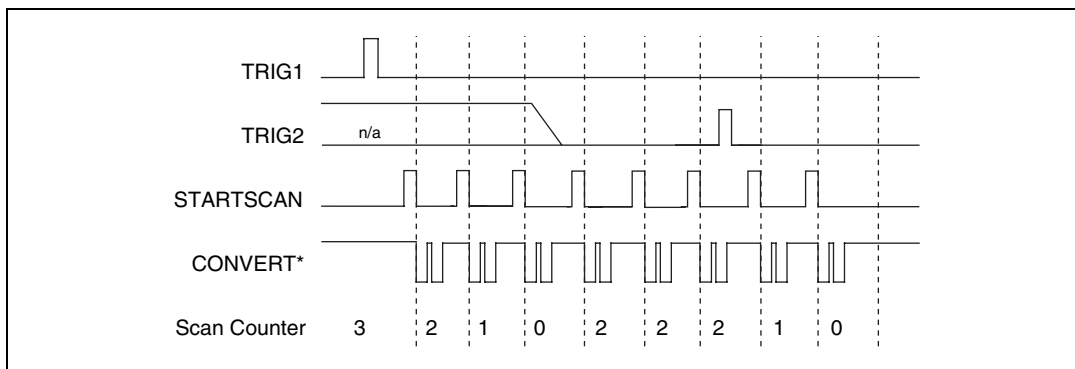 TRIG1
TRIG2 n/a
STARTSCAN
CONVERT*
Scan Counter 3 2 1 0 2 2 2 1 0